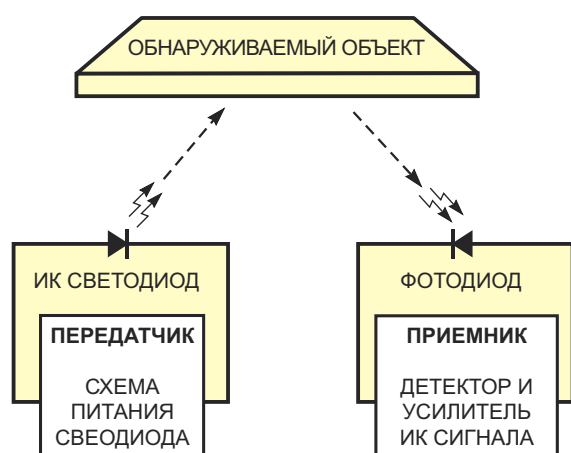 ОБНАРУЖИВАЕМЫЙ ОБЪЕКТ
ИК СВЕТОДИОД
ПЕРЕДАТЧИК
СХЕМА
ПИТАНИЯ
СВЕОДИОДА
ФОТОДИОД
ПРИЕМНИК
ДЕТЕКТОР И
УСИЛИТЕЛЬ
ИК СИГНАЛА